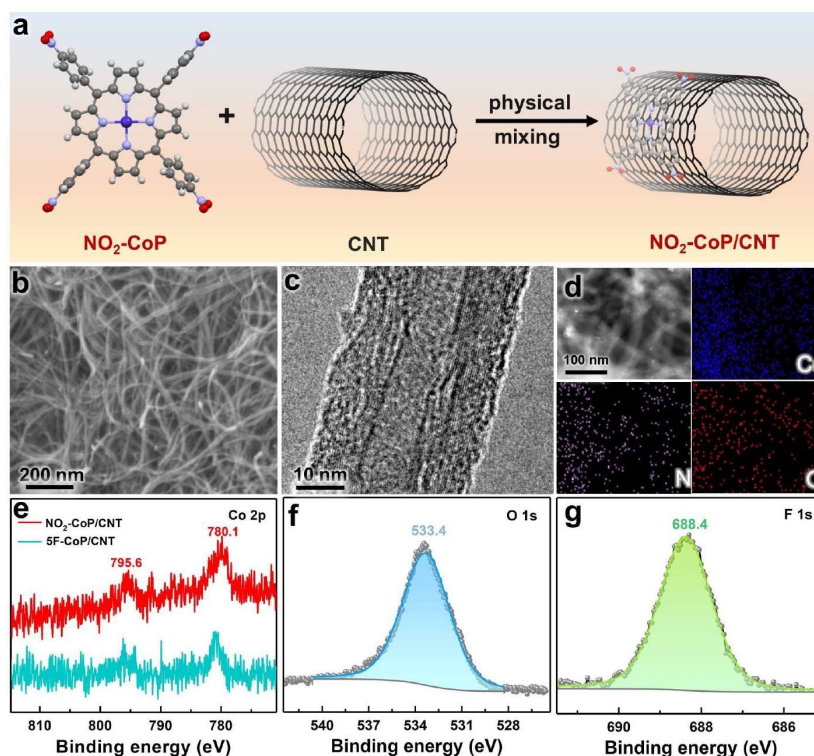 a
NO₂-CoP
+
CNT
physical
mixing
NO₂-CoP/CNT
b
200 nm
c
10 nm
d
100 nm
C
N
e
Co 2p
NO₂-CoP/CNT
5F-CoP/CNT
795.6
780.1
810 800 790 780
Binding energy (eV)
f
O 1s
533.4
540 537 534 531 528
Binding energy (eV)
g
F 1s
688.4
690 688 686
Binding energy (eV)